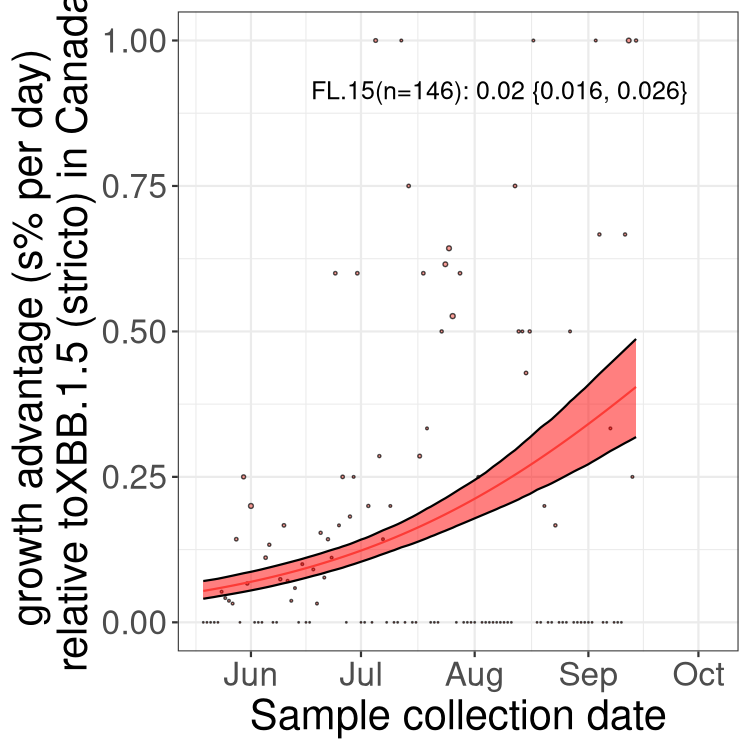 growth advantage (s% per day)
relative toXBB.1.5 (stricto) in Canada
1.00
0.75
0.50
0.25
0.00
FL.15(n=146): 0.02 {0.016, 0.026}
Jun Jul Aug Sep Oct
Sample collection date